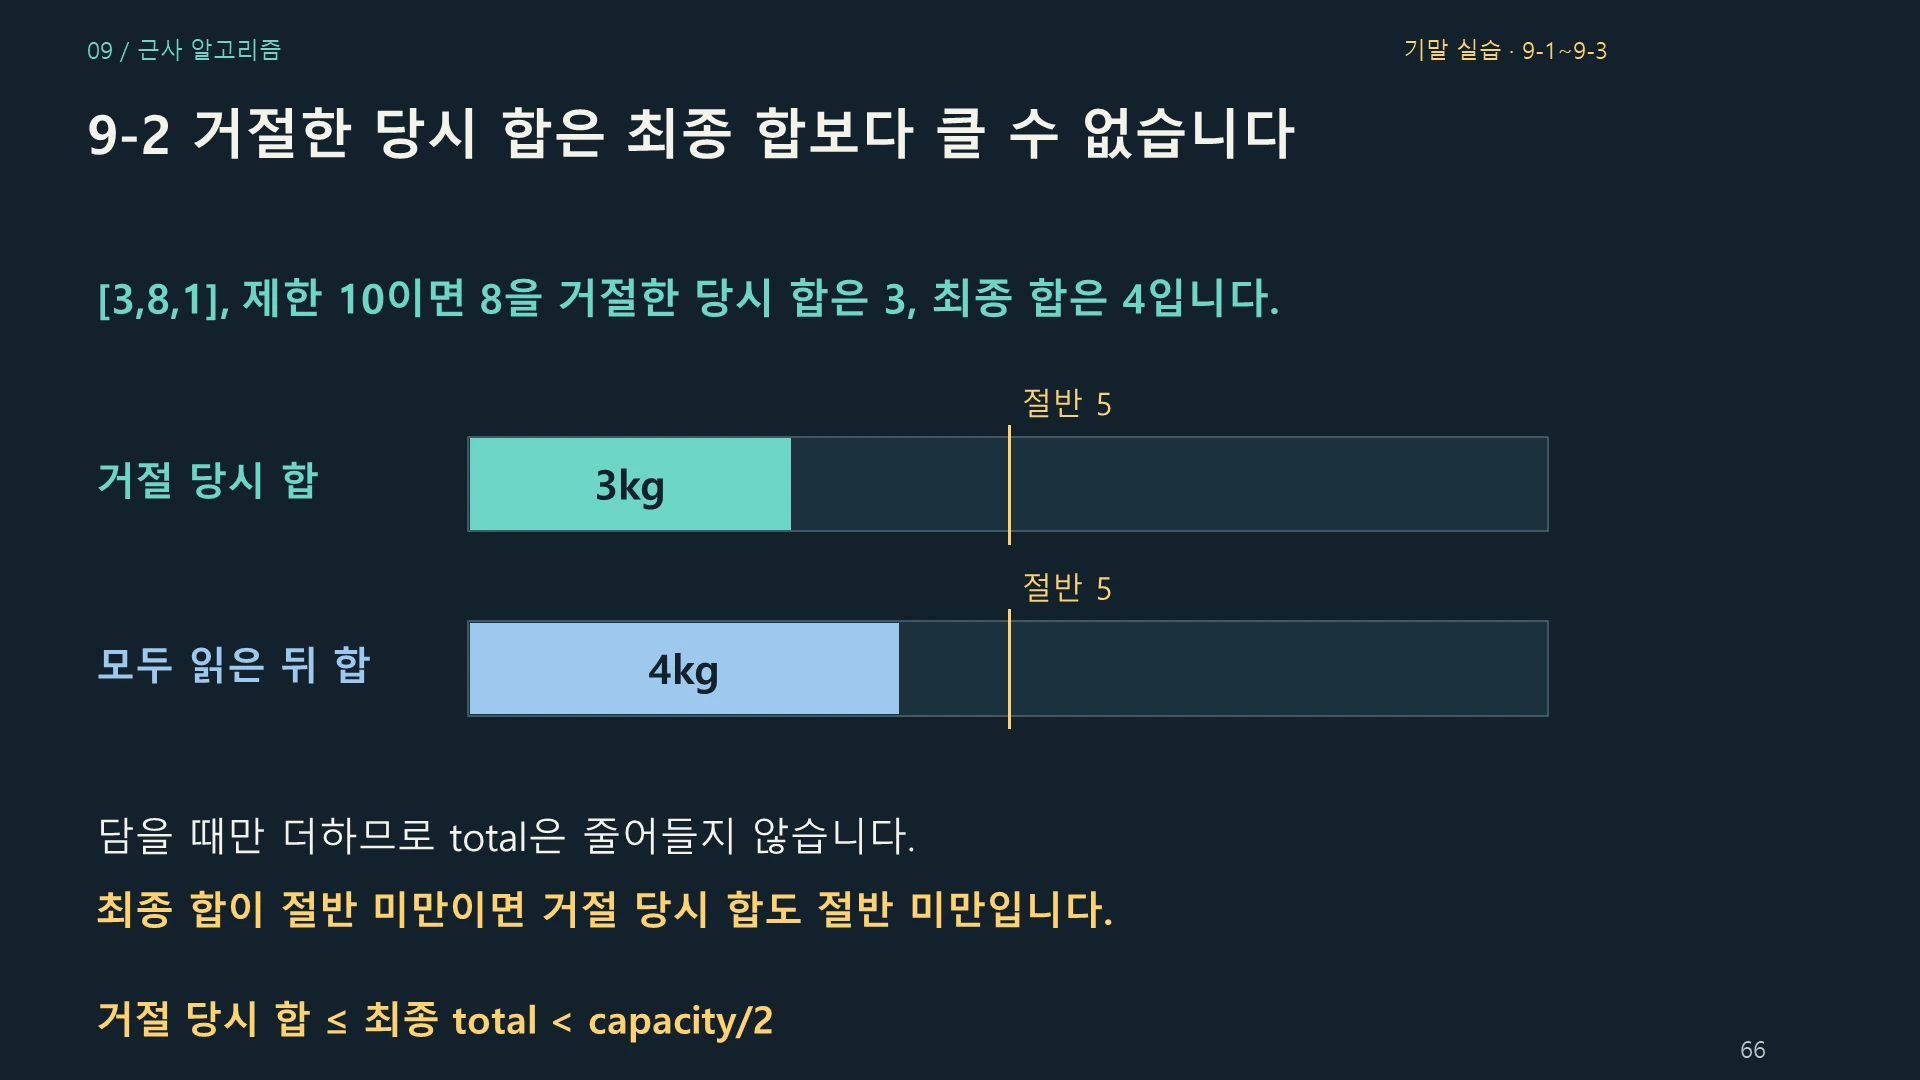 09 / 근사 알고리즘
기말 실습 · 9-1~9-3
9-2 거절한 당시 합은 최종 합보다 클 수 없습니다
[3,8,1], 제한 10이면 8을 거절한 당시 합은 3, 최종 합은 4입니다.
절반 5
거절 당시 합
3kg
절반 5
모두 읽은 뒤 합
4kg
담을 때만 더하므로 total은 줄어들지 않습니다.
최종 합이 절반 미만이면 거절 당시 합도 절반 미만입니다.
거절 당시 합 ≤ 최종 total < capacity/2
66